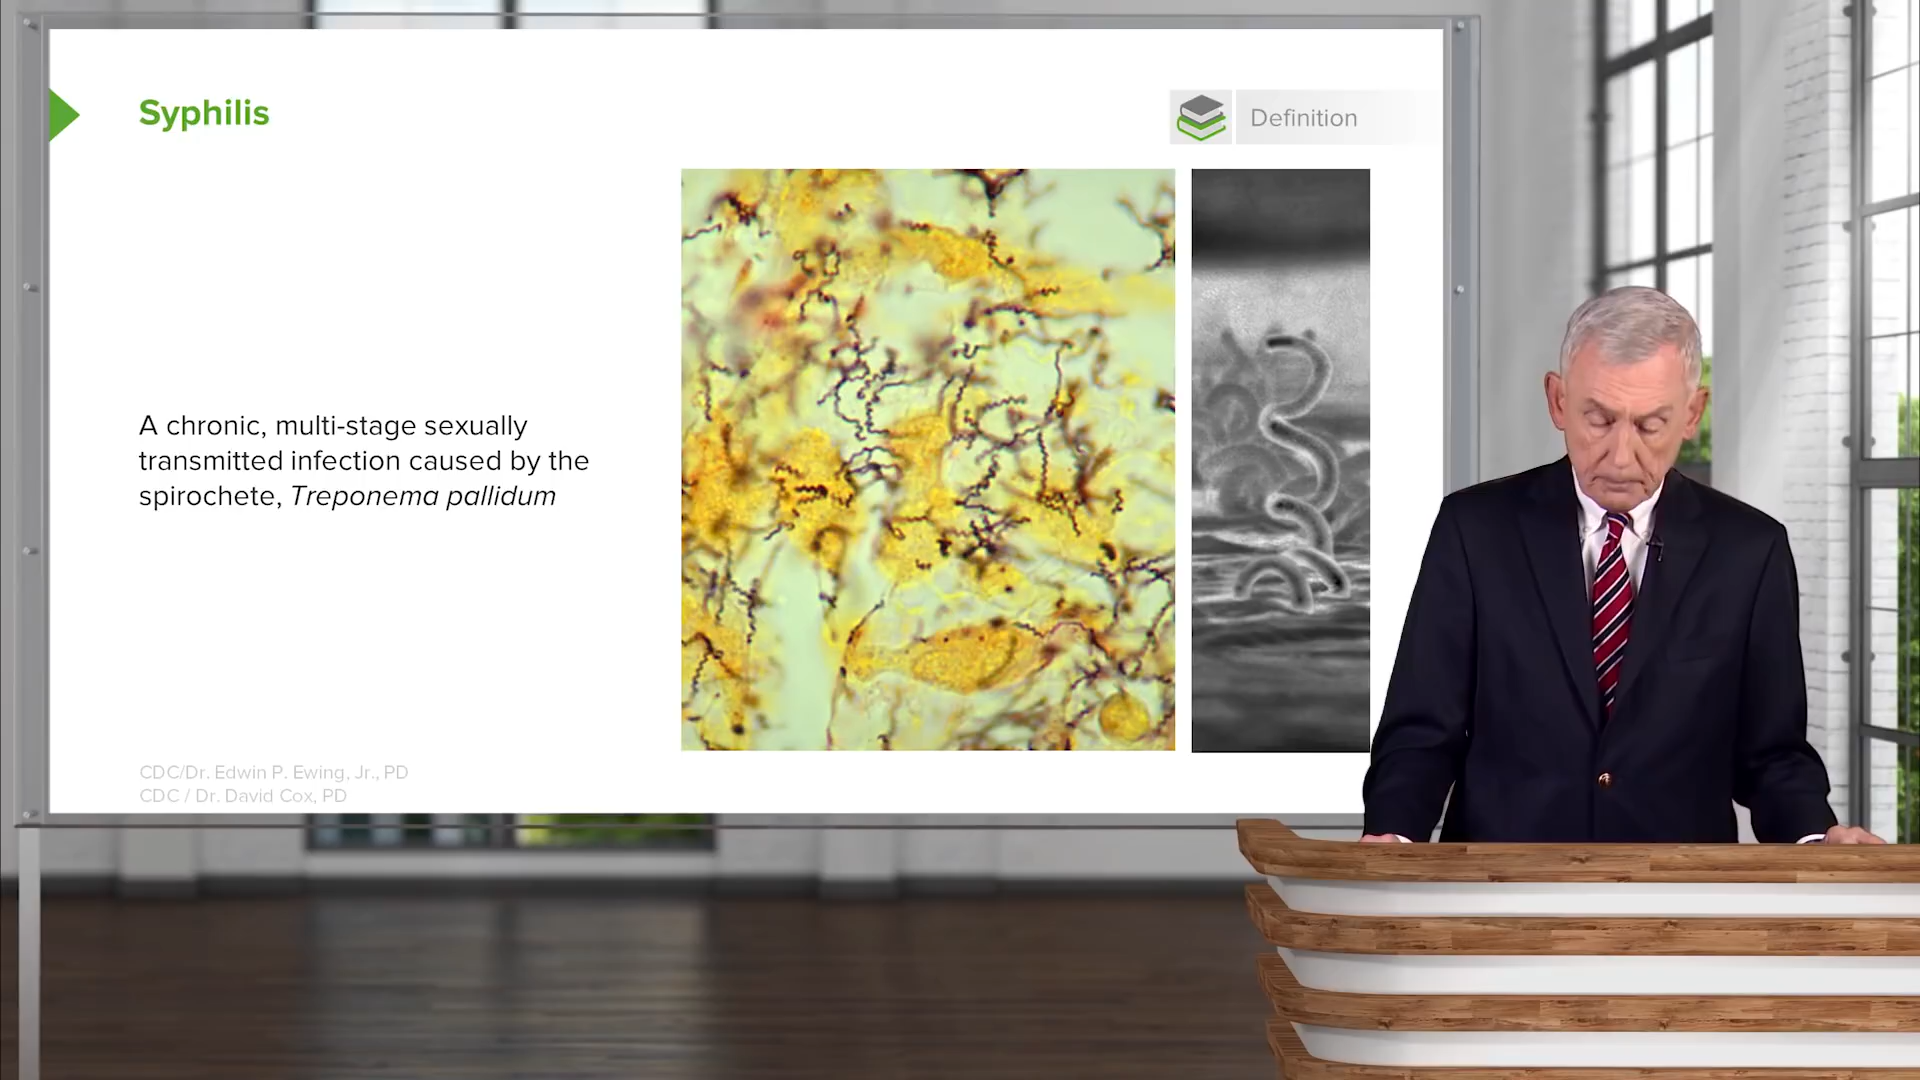 Syphilis
Definition
A chronic, multi-stage sexually
transmitted infection caused by the
spirochete, Treponema pallidum
CDC/Dr. Edwin P. Ewing, Jr., PD
CDC / Dr. David Cox, PD